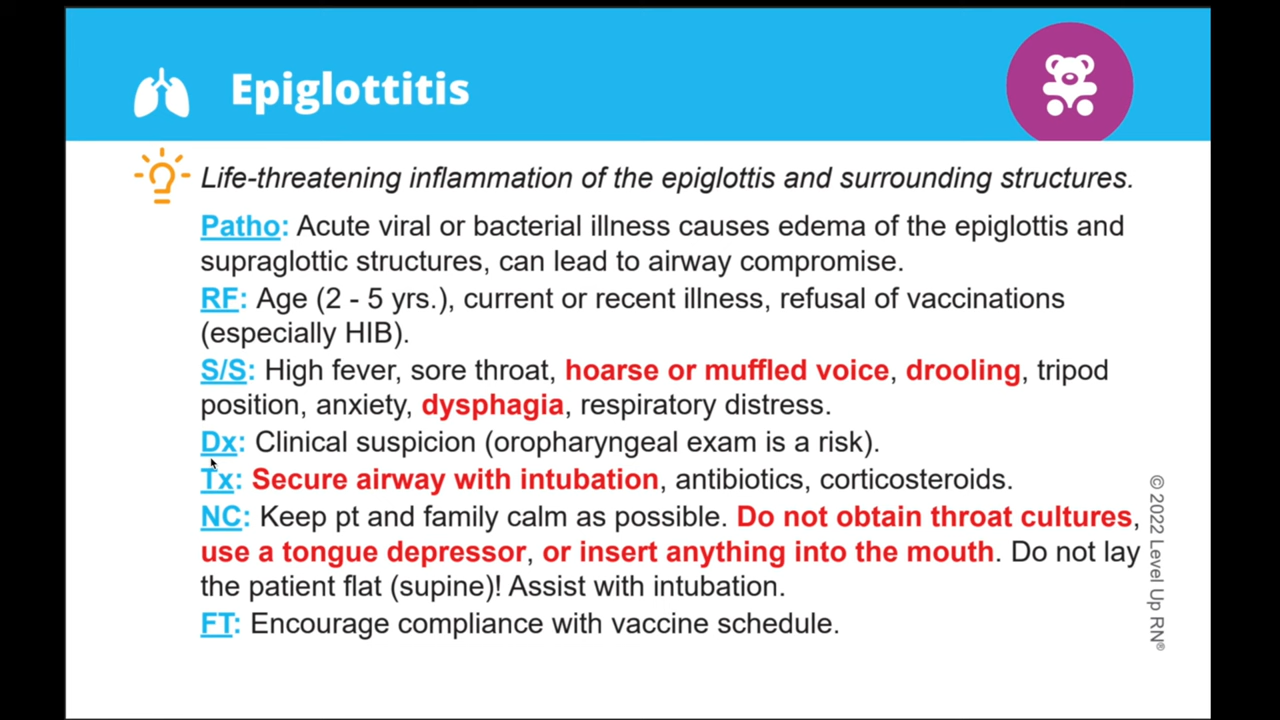 Epiglottitis
Life-threatening inflammation of the epiglottis and surrounding structures.
Patho: Acute viral or bacterial illness causes edema of the epiglottis and
supraglottic structures, can lead to airway compromise.
RF: Age (2 - 5 yrs.), current or recent illness, refusal of vaccinations
(especially HIB).
S/S: High fever, sore throat, hoarse or muffled voice, drooling, tripod
position, anxiety, dysphagia, respiratory distress.
Dx: Clinical suspicion (oropharyngeal exam is a risk).
Tx: Secure airway with intubation, antibiotics, corticosteroids.
NC: Keep pt and family calm as possible. Do not obtain throat cultures,
use a tongue depressor, or insert anything into the mouth. Do not lay
the patient flat (supine)! Assist with intubation.
FT: Encourage compliance with vaccine schedule.
© 2022 Level Up RN®